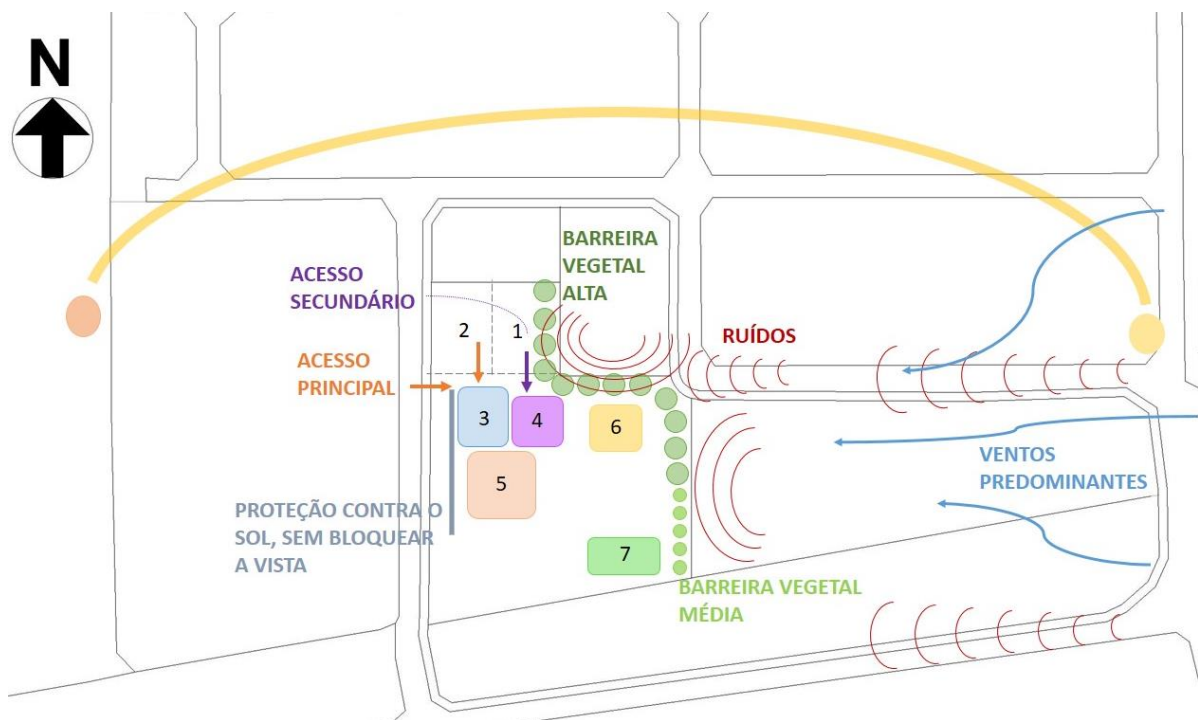 N
BARREIRA
VEGETAL
ALTA
ACESSO
SECUNDÁRIO
2
1
RUÍDOS
ACESSO
PRINCIPAL
3
4
6
5
VENTOS
PREDOMINANTES
PROTEÇÃO CONTRA O
SOL, SEM BLOQUEAR
A VISTA
7
BARREIRA VEGETAL
MÉDIA